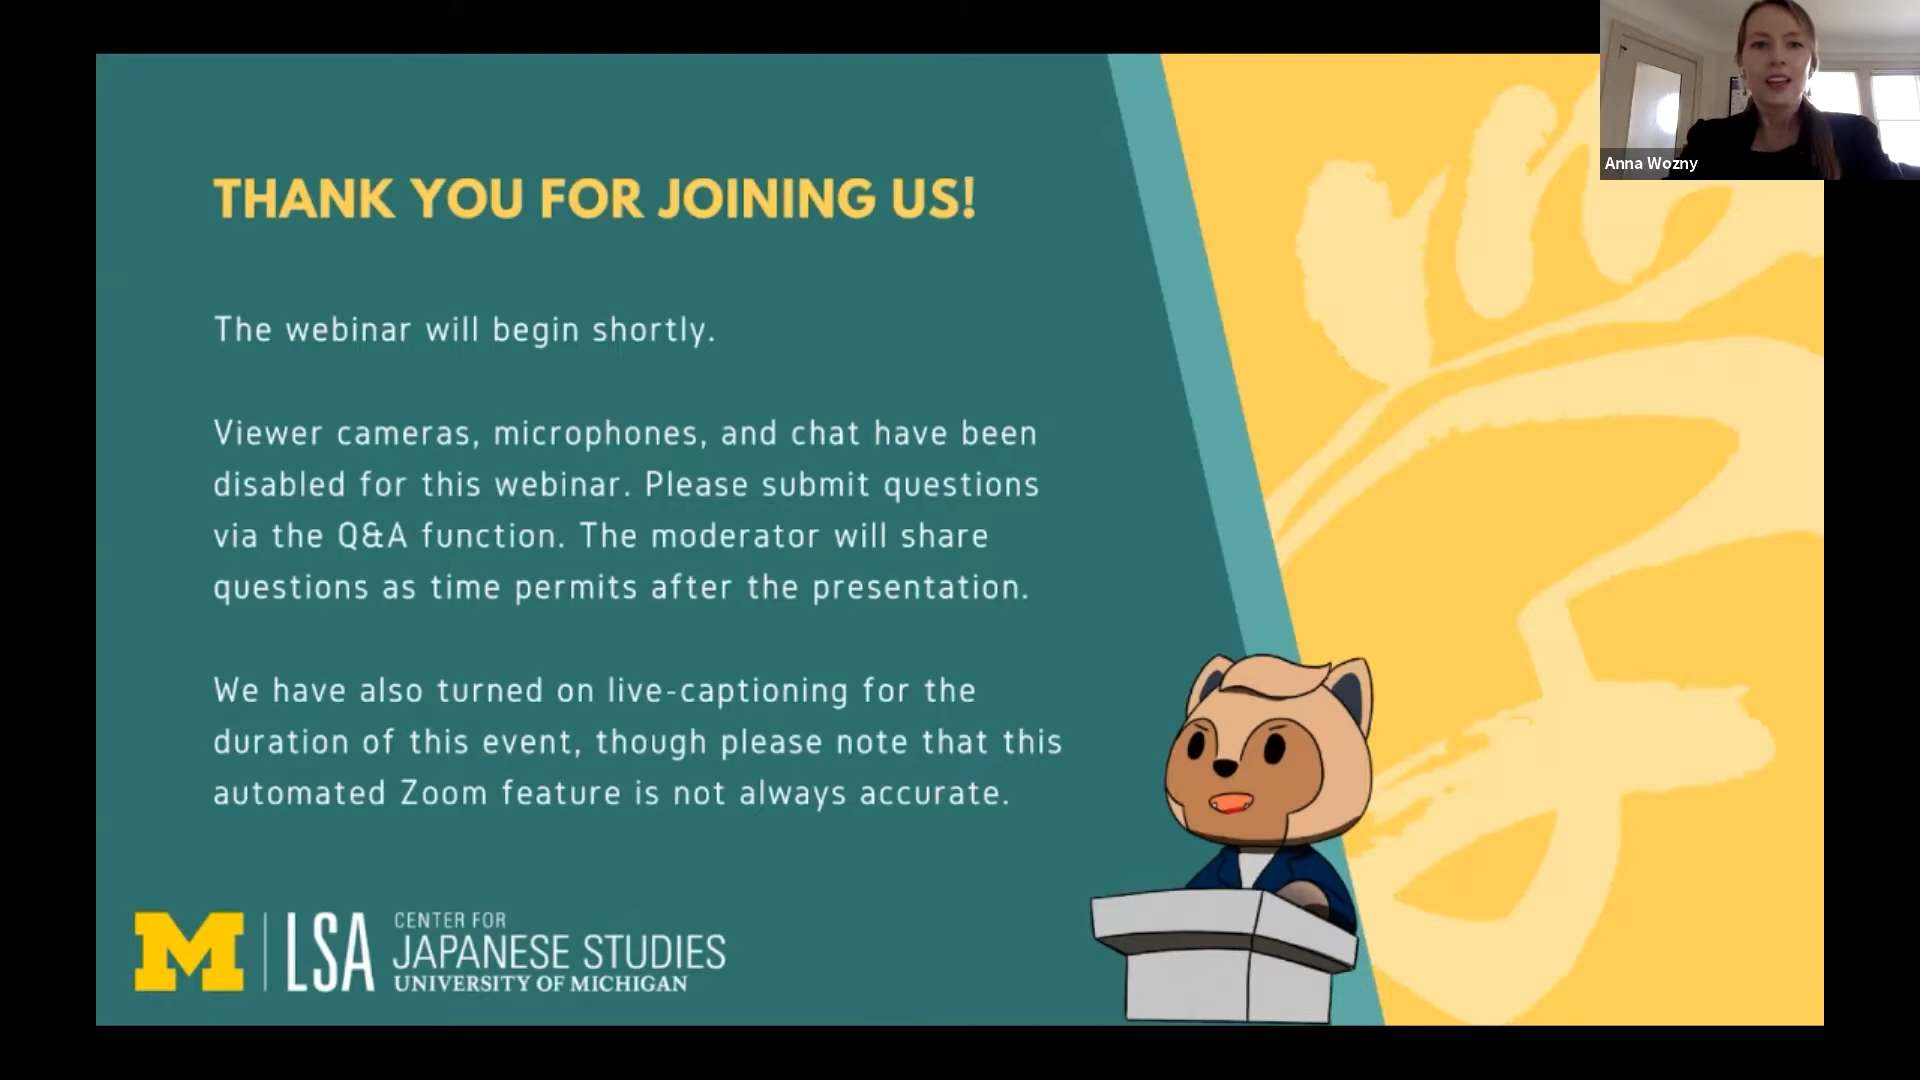 THANK YOU FOR JOINING US!
The webinar will begin shortly.
Viewer cameras, microphones, and chat have been
disabled for this webinar. Please submit questions
via the Q&A function. The moderator will share
questions as time permits after the presentation.
We have also turned on live-captioning for the
duration of this event, though please note that this
automated Zoom feature is not always accurate.
M LSA CENTER FOR
JAPANESE STUDIES
UNIVERSITY OF MICHIGAN
Anna Wozny